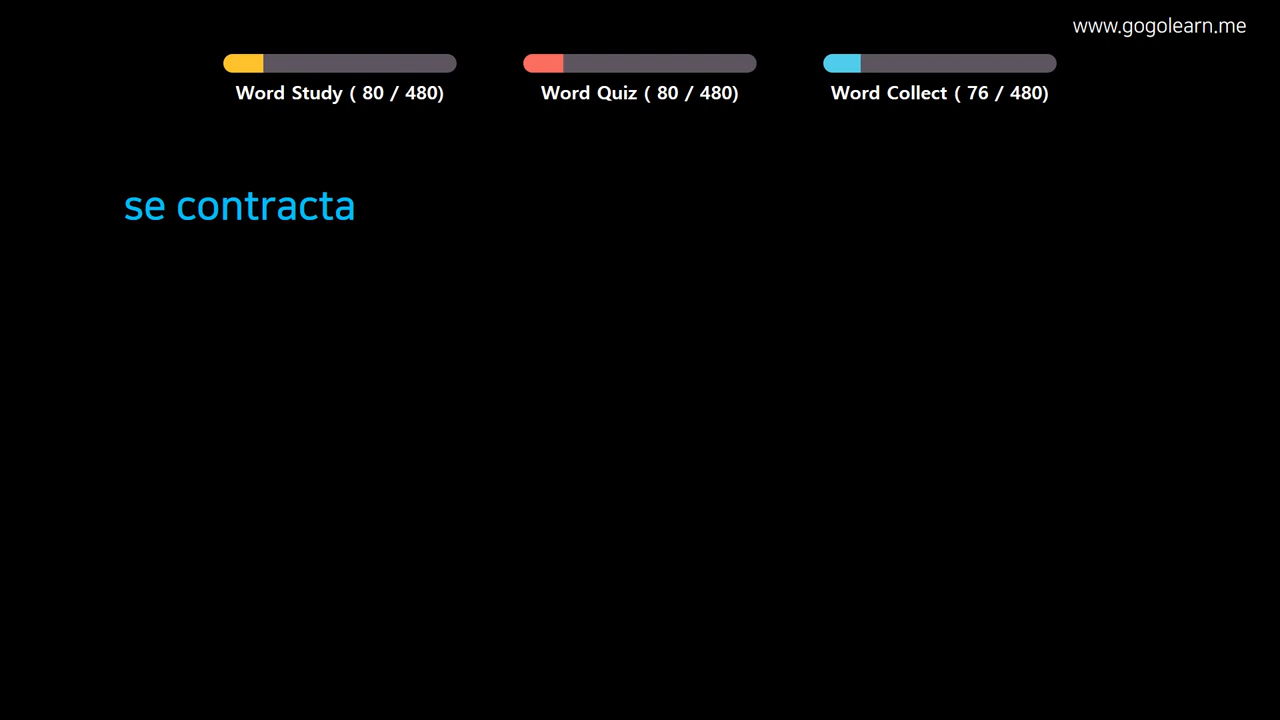 www.gogolearn.me
Word Study ( 80 / 480)
Word Quiz ( 80 / 480)
Word Collect ( 76 / 480)
se contracta